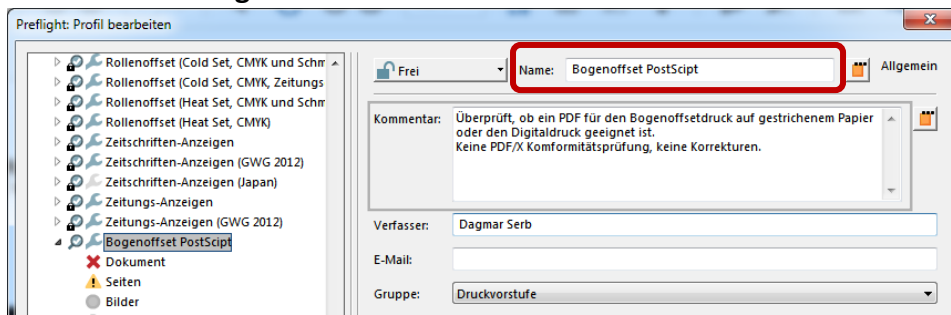 Preflight: Profil bearbeiten
Rollenoffset (Cold Set, CMYK und Schm
Rollenoffset (Cold Set, CMYK, Zeitungs
Rollenoffset (Heat Set, CMYK und Schm
Rollenoffset (Heat Set, CMYK)
Zeitschriften-Anzeigen
Zeitschriften-Anzeigen (GWG 2012)
Zeitschriften-Anzeigen (Japan)
Zeitungs-Anzeigen
Zeitungs-Anzeigen (GWG 2012)
Bogenoffset PostScipt
Dokument
Seiten
Bilder
Frei
Name: Bogenoffset PostScipt
Allgemein
Kommentar: Überprüft, ob ein PDF für den Bogenoffsetdruck auf gestrichenem Papier
oder den Digitaldruck geeignet ist.
Keine PDF/X Komformitätsprüfung, keine Korrekturen.
Verfasser: Dagmar Serb
E-Mail:
Gruppe: Druckvorstufe